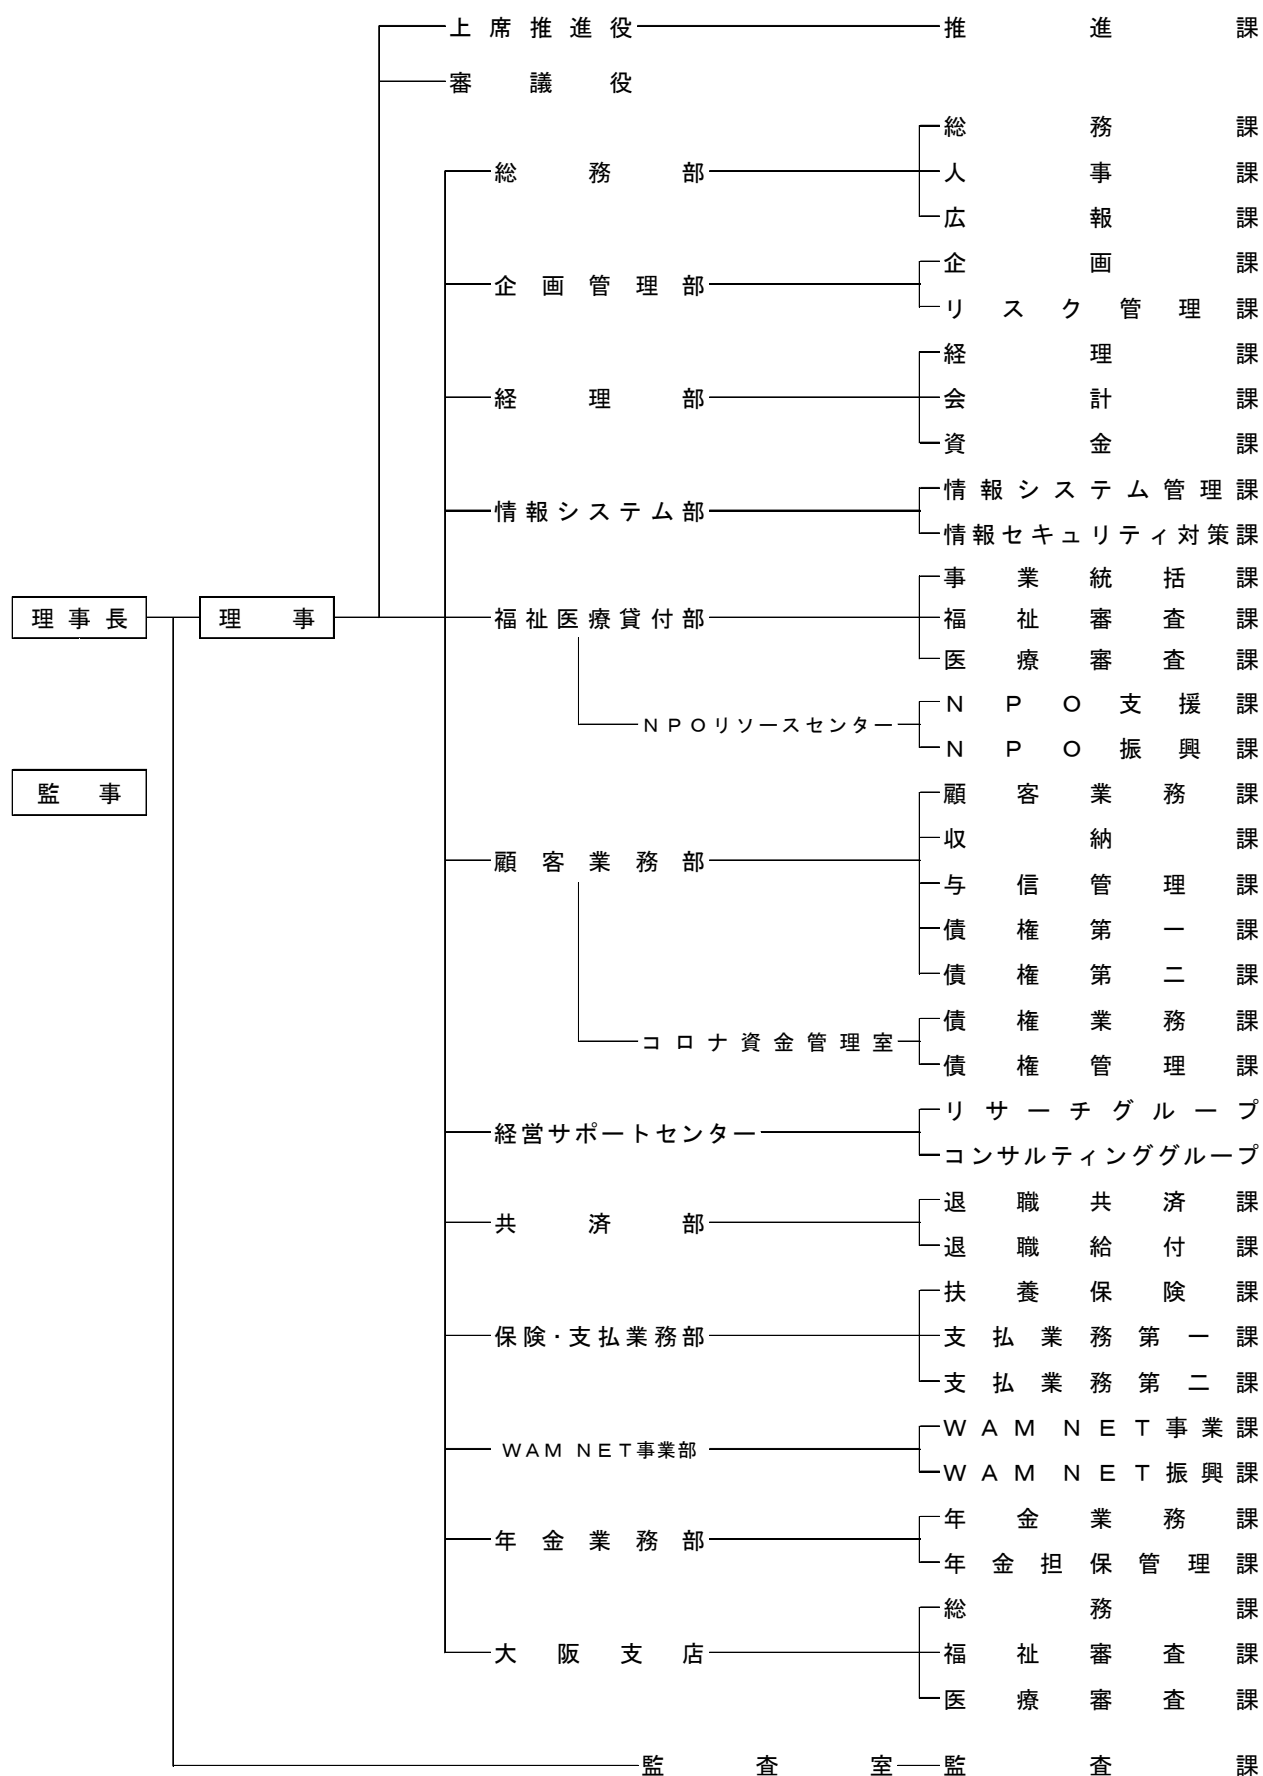 上席推進役 推進課
審議役
総務課
総務部 人事課
広報課
企画課
企画管理部
リスク管理課
経理課
経理部 会計課
資金課
情報システム管理課
情報システム部
情報セキュリティ対策課
事業統括課
理事長 理事 福祉医療貸付部 福祉審査課
医療審査課
NPO支援課
NPOリソースセンター
NPO振興課
監事 顧客業務課
収納課
顧客業務部
与信管理課
債権第一課
債権第二課
債権業務課
コロナ資金管理室
債権管理課
リサーチグループ
経営サポートセンター
コンサルティンググループ
退職共済課
共済部
退職給付課
扶養保険課
保険・支払業務部 支払業務第一課
支払業務第二課
WAM NET事業課
WAM NET事業部
WAM NET振興課
年金業務課
年金業務部
年金担保管理課
総務課
大阪支店 福祉審査課
医療審査課
監査室 監査課